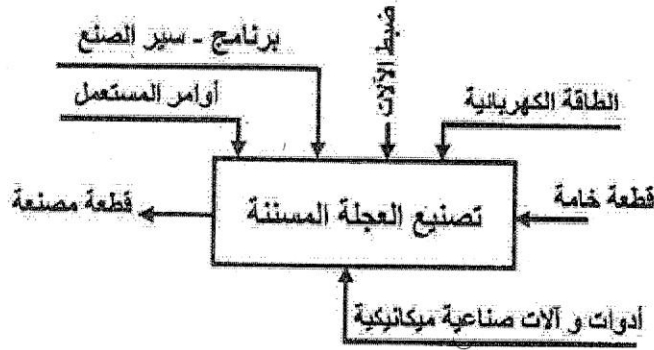 برنامج - سير الصنع
أوامر المستعمل
ضبط الآلات
الطاقة الكهربائية
قطعة خامة
تصنيع العجلة المسننة
قطعة مصنعة
أدوات و آلات صناعية ميكانيكية